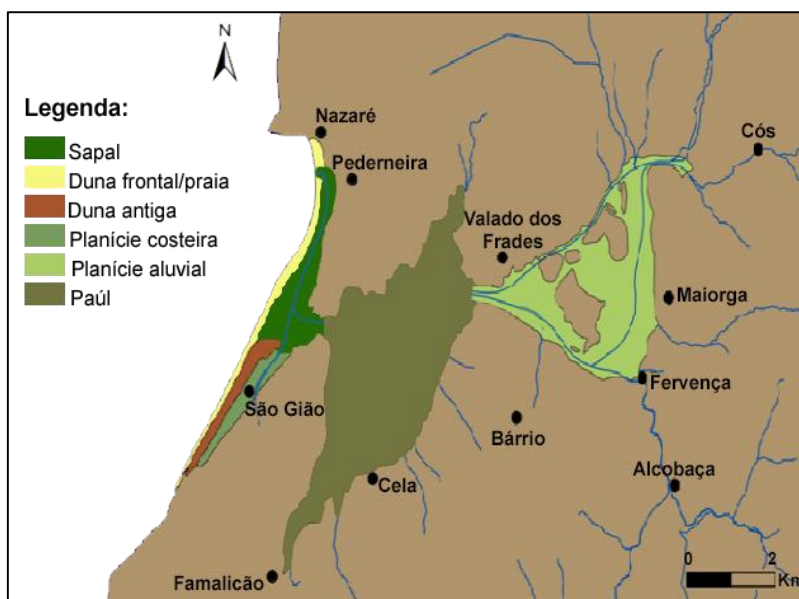 N
Legenda:
Sapal
Duna frontal/praia
Duna antiga
Planície costeira
Planície aluvial
Paúl
Nazaré
Pederneira
Cós
Valado dos
Frades
Maiorga
São Gião
Fervença
Bárrio
Cela
Alcobaça
Famalicão
0 2
Km